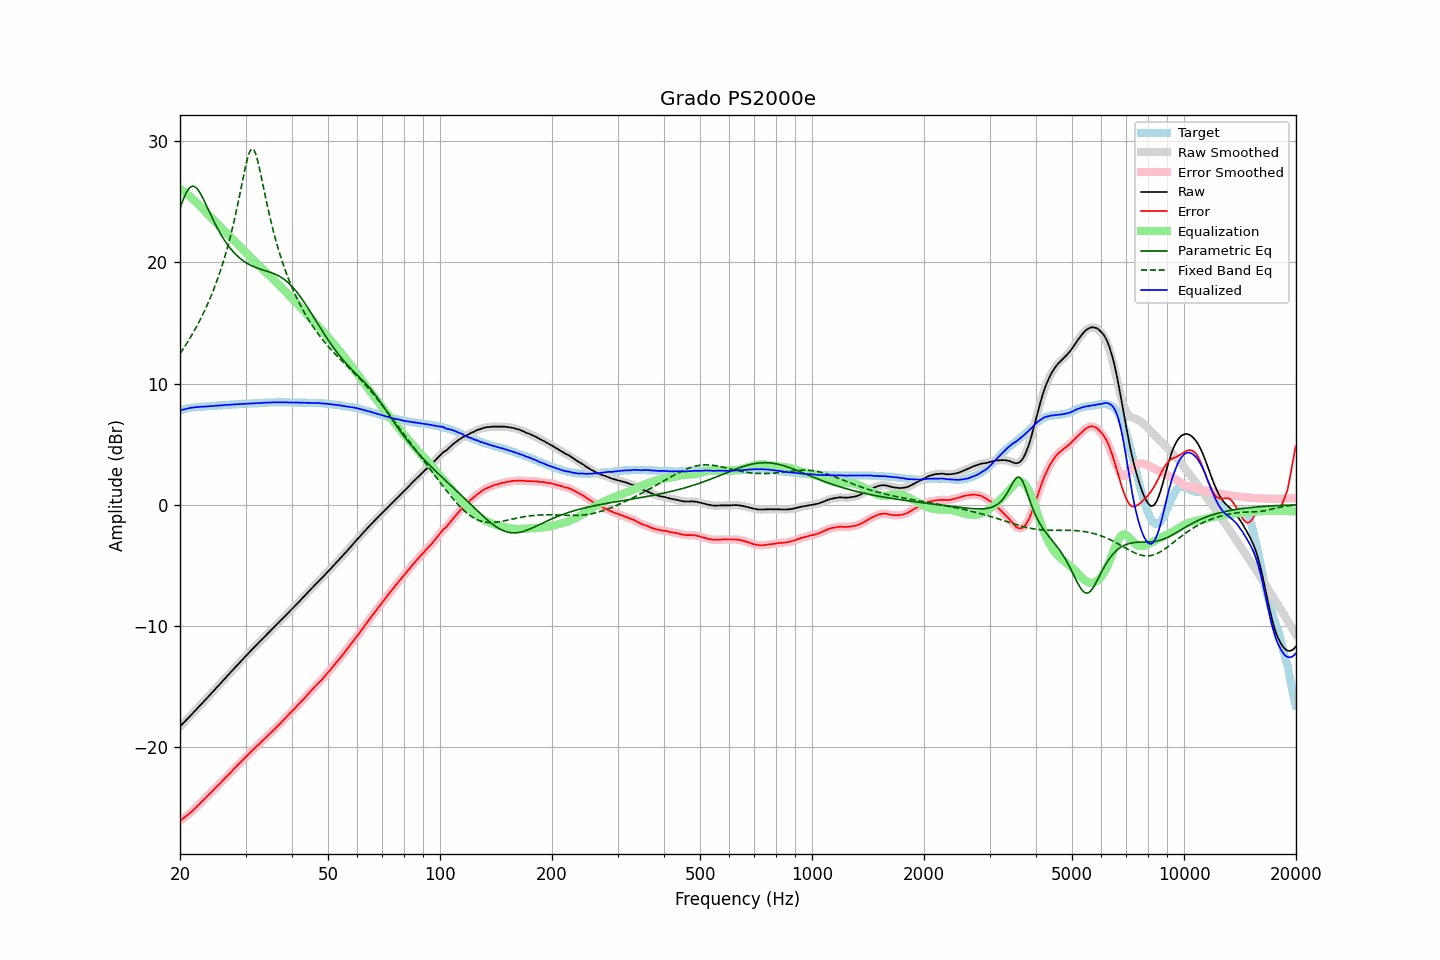 Grado PS2000e
Amplitude (dBr)
30
20
10
0
−10
−20
Target
Raw Smoothed
Error Smoothed
Raw
Error
Equalization
Parametric Eq
Fixed Band Eq
Equalized
20 50 100 200 500 1000 2000 5000 10000 20000
Frequency (Hz)